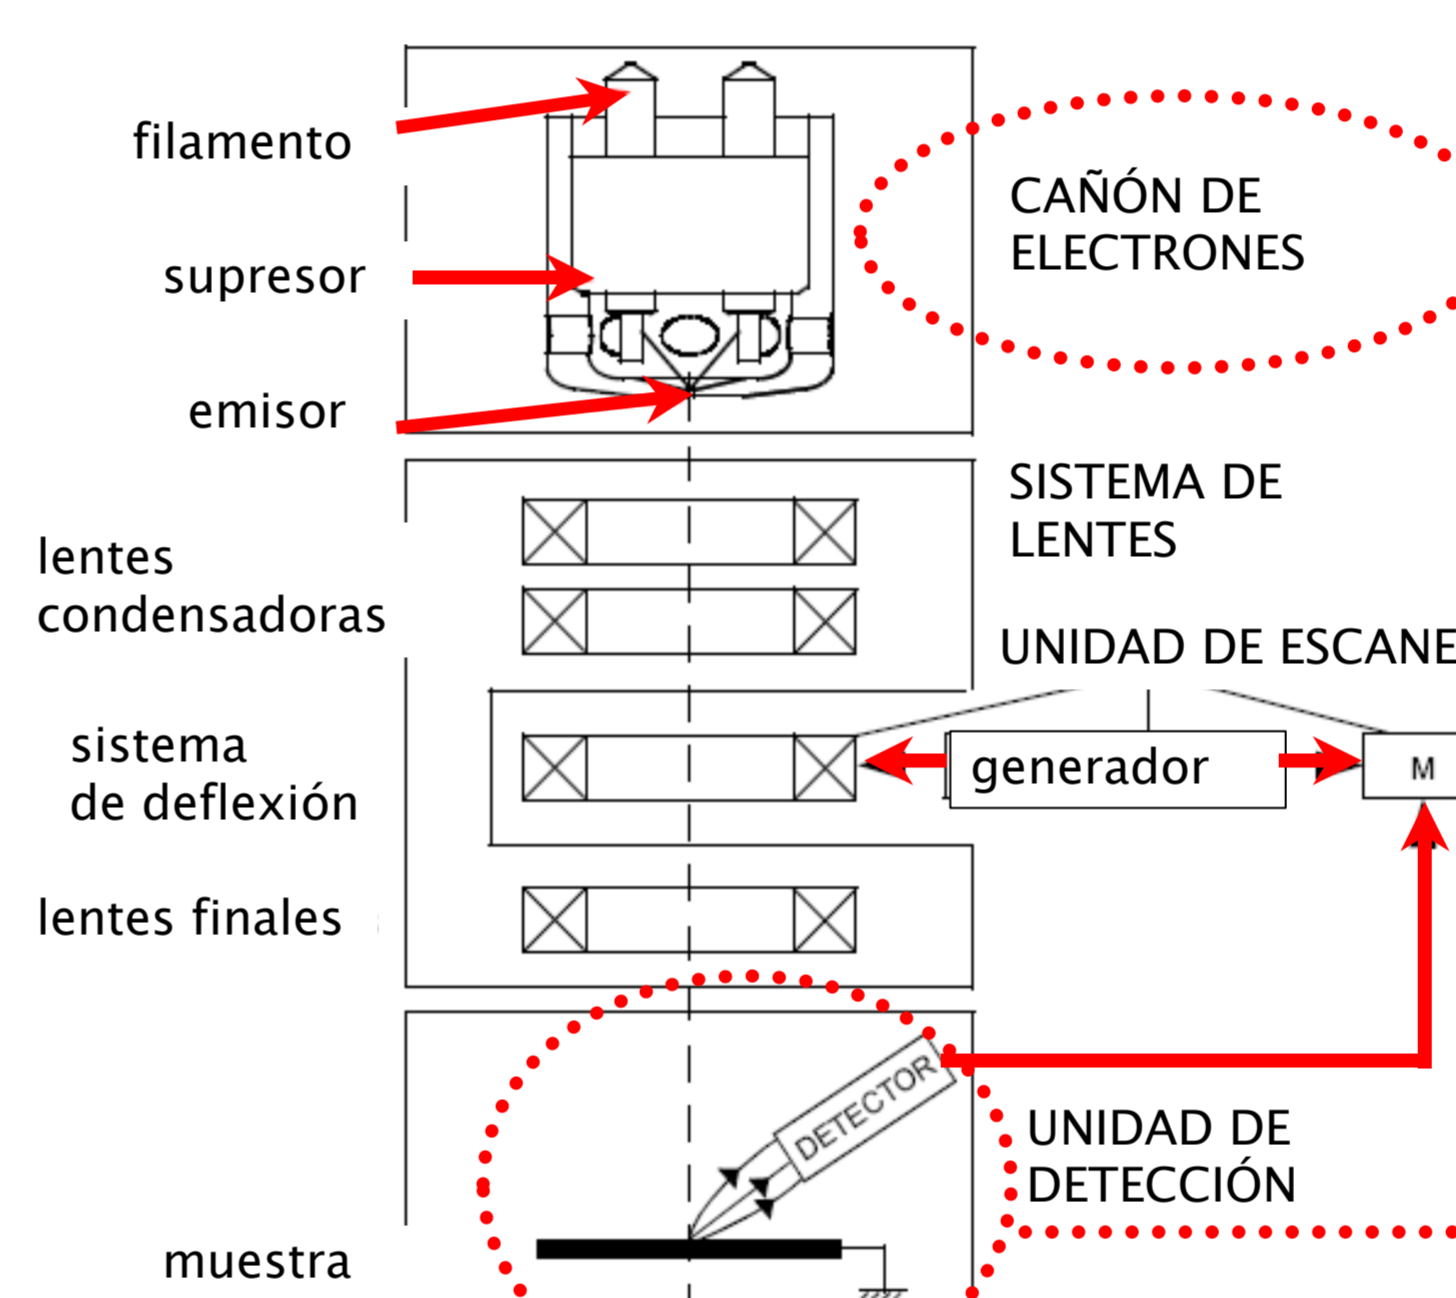 filamento
CAÑÓN DE
ELECTRONES
supresor
emisor
SISTEMA DE
LENTES
lentes
condensadoras
UNIDAD DE ESCANE
sistema
de deflexión
generador
M
lentes finales
DETECTOR
UNIDAD DE
DETECCIÓN
muestra